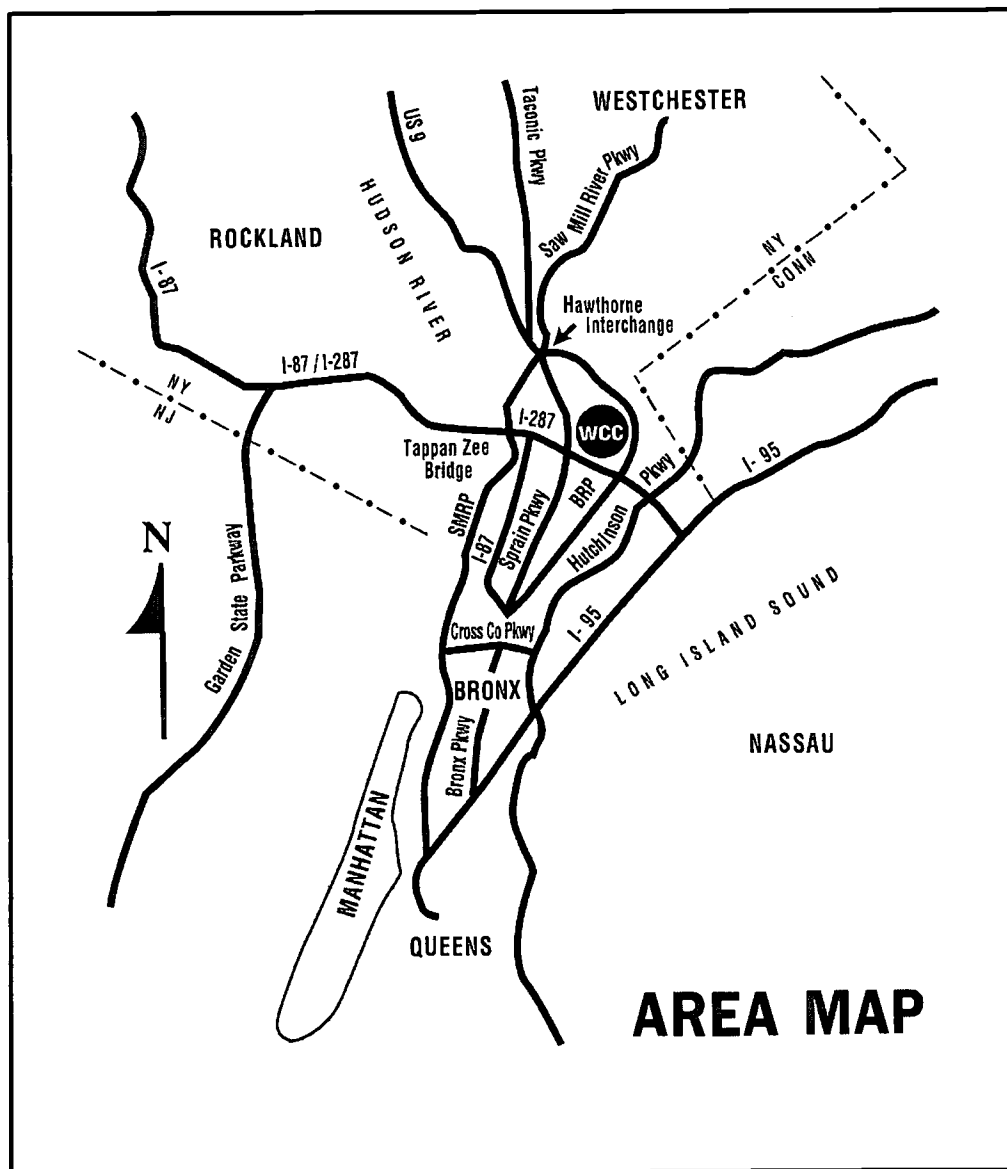 WESTCHESTER
US 9
Taconic Pkwy
Saw Mill River Pkwy
HUDSON RIVER
ROCKLAND
NY
CONN
I-87
Hawthorne
Interchange
I-87 / I-287
NY
NJ
I-287
WCC
Tappan Zee
Bridge
Pkwy
I-95
BRP
SMRP
Sprain Pkwy
I-87
Hutchinson
N
Garden State Parkway
Cross Co Pkwy
I-95
LONG ISLAND SOUND
BRONX
Bronx Pkwy
NASSAU
MANHATTAN
QUEENS
AREA MAP